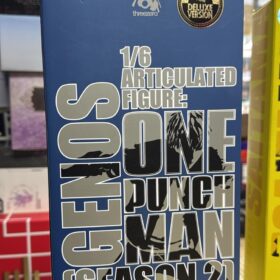 threezero
DELUXE
VERSION
1/6
ARTICULATED
FIGURE:
GENOS
ONE
PUNCH
MAN
(SEASON 2)